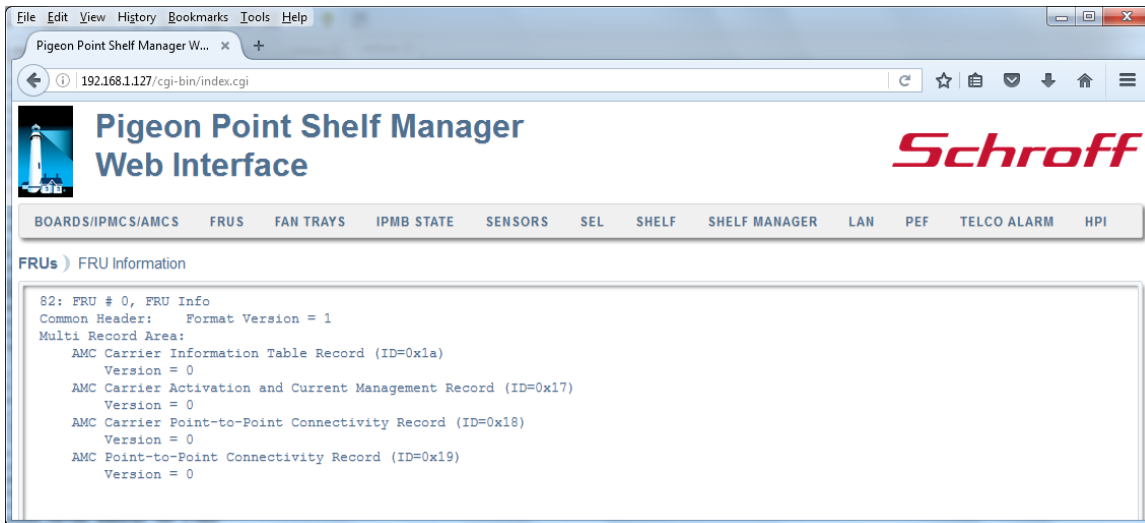 File Edit View History Bookmarks Tools Help
Pigeon Point Shelf Manager W... × +
192.168.1.127/cgi-bin/index.cgi
Pigeon Point Shelf Manager
Web Interface
Schroff
BOARDS/IPMCS/AMCS FRUS FAN TRAYS IPMB STATE SENSORS SEL SHELF SHELF MANAGER LAN PEF TELCO ALARM HPI
FRUs ) FRU Information
82: FRU # 0, FRU Info
Common Header: Format Version = 1
Multi Record Area:
AMC Carrier Information Table Record (ID=0x1a)
Version = 0
AMC Carrier Activation and Current Management Record (ID=0x17)
Version = 0
AMC Carrier Point-to-Point Connectivity Record (ID=0x18)
Version = 0
AMC Point-to-Point Connectivity Record (ID=0x19)
Version = 0